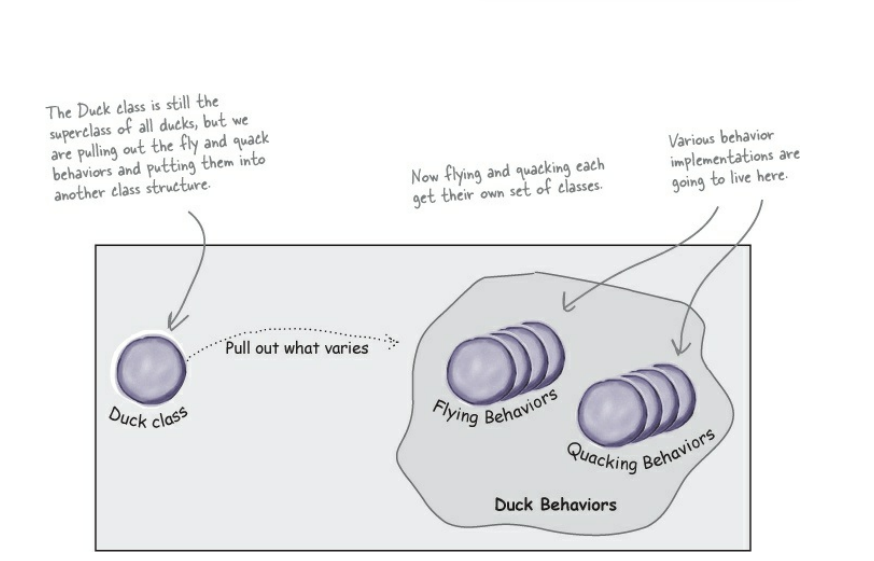 The Duck class is still the
superclass of all ducks, but we
are pulling out the fly and quack
behaviors and putting them into
another class structure.
Now flying and quacking each
get their own set of classes.
Various behavior
implementations are
going to live here.
Pull out what varies
Duck class
Flying Behaviors
Quacking Behaviors
Duck Behaviors